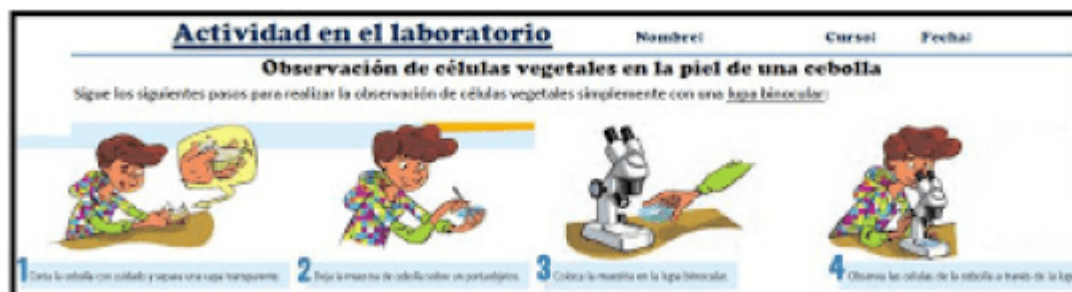 Actividad en el laboratorio Nombre: Curso: Fecha:
Observación de células vegetales en la piel de una cebolla
Sigue los siguientes pasos para realizar la observación de células vegetales simplemente con una lupa binocular:
1 Corta la cebolla con cuidado y separa una capa transparente.
2 Deja la muestra de cebolla sobre un portaobjetos.
3 Coloca la muestra en la lupa binocular.
4 Observa las células de la cebolla a través de la lupa